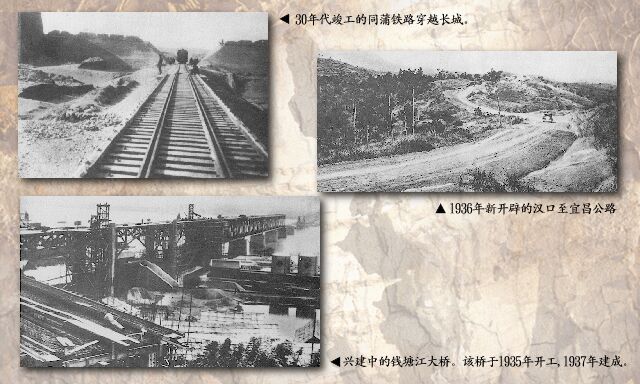 ◀ 30年代竣工的同蒲铁路穿越长城。
▲ 1936年新开辟的汉口至宜昌公路
◀ 兴建中的钱塘江大桥。该桥于1935年开工,1937年建成。